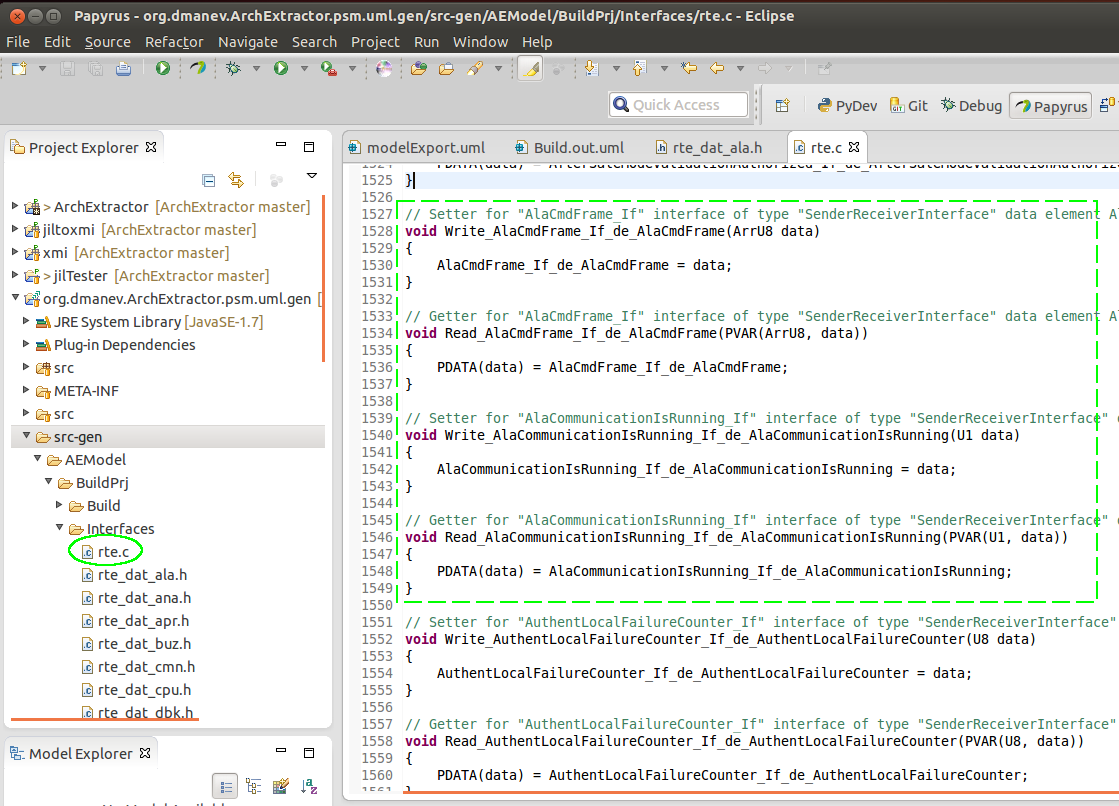 Papyrus - org.dmanev.ArchExtractor.psm.uml.gen/src-gen/AEModel/BuildPrj/Interfaces/rte.c - Eclipse
File Edit Source Refactor Navigate Search Project Run Window Help
Quick Access
PyDev Git Debug Papyrus
Project Explorer
> ArchExtractor [ArchExtractor master]
jiltoxmi [ArchExtractor master]
xmi [ArchExtractor master]
> jilTester [ArchExtractor master]
org.dmanev.ArchExtractor.psm.uml.gen [
JRE System Library [JavaSE-1.7]
Plug-in Dependencies
src
META-INF
src
src-gen
AEModel
BuildPrj
Build
Interfaces
rte.c
rte_dat_ala.h
rte_dat_ana.h
rte_dat_apr.h
rte_dat_buz.h
rte_dat_cmn.h
rte_dat_cpu.h
rte_dat_dbk.h
Model Explorer
modelExport.uml Build.out.uml rte_dat_ala.h rte.c
1525 }
1526
1527 // Setter for "AlaCmdFrame_If" interface of type "SenderReceiverInterface" data element Al
1528 void Write_AlaCmdFrame_If_de_AlaCmdFrame(ArrU8 data)
1529 {
1530 AlaCmdFrame_If_de_AlaCmdFrame = data;
1531 }
1532
1533 // Getter for "AlaCmdFrame_If" interface of type "SenderReceiverInterface" data element Al
1534 void Read_AlaCmdFrame_If_de_AlaCmdFrame(PVAR(ArrU8, data))
1535 {
1536 PDATA(data) = AlaCmdFrame_If_de_AlaCmdFrame;
1537 }
1538
1539 // Setter for "AlaCommunicationIsRunning_If" interface of type "SenderReceiverInterface"
1540 void Write_AlaCommunicationIsRunning_If_de_AlaCommunicationIsRunning(U1 data)
1541 {
1542 AlaCommunicationIsRunning_If_de_AlaCommunicationIsRunning = data;
1543 }
1544
1545 // Getter for "AlaCommunicationIsRunning_If" interface of type "SenderReceiverInterface"
1546 void Read_AlaCommunicationIsRunning_If_de_AlaCommunicationIsRunning(PVAR(U1, data))
1547 {
1548 PDATA(data) = AlaCommunicationIsRunning_If_de_AlaCommunicationIsRunning;
1549 }
1550
1551 // Setter for "AuthentLocalFailureCounter_If" interface of type "SenderReceiverInterface"
1552 void Write_AuthentLocalFailureCounter_If_de_AuthentLocalFailureCounter(U8 data)
1553 {
1554 AuthentLocalFailureCounter_If_de_AuthentLocalFailureCounter = data;
1555 }
1556
1557 // Getter for "AuthentLocalFailureCounter_If" interface of type "SenderReceiverInterface"
1558 void Read_AuthentLocalFailureCounter_If_de_AuthentLocalFailureCounter(PVAR(U8, data))
1559 {
1560 PDATA(data) = AuthentLocalFailureCounter_If_de_AuthentLocalFailureCounter;